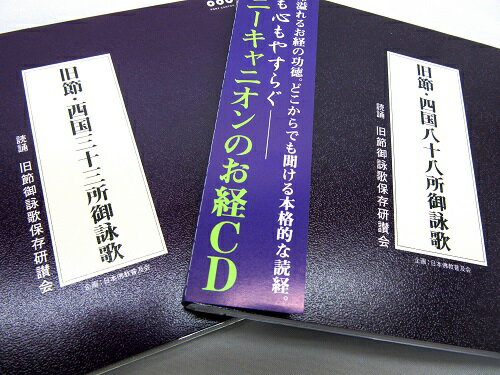 旧節・西国三十三所御詠歌
読誦 旧節御詠歌保存研讃会
企画:日本佛教普及会
溢れるお経の功徳。どこからでも聞ける本格的な読経。
も心もやすらぐ――
ニーキャニオンのお経CD
旧節・四国八十八所御詠歌
読誦 旧節御詠歌保存研讃会
企画:日本佛教普及会